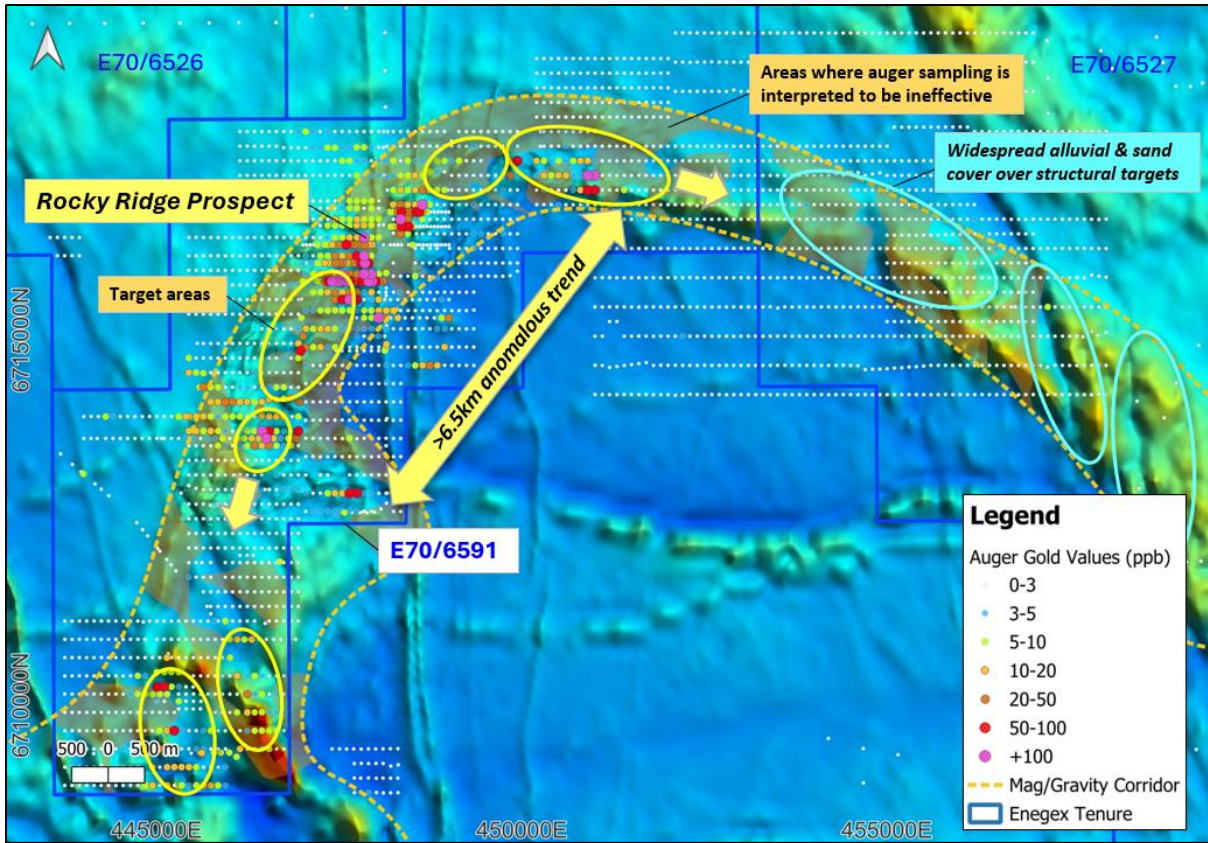 E70/6526
E70/6527
Areas where auger sampling is
interpreted to be ineffective
Widespread alluvial & sand
cover over structural targets
Rocky Ridge Prospect
Target areas
>6.5km anomalous trend
6715000N
E70/6591
6710000N
500 0 500 m
445000E
450000E
455000E
Legend
Auger Gold Values (ppb)
0-3
3-5
5-10
10-20
20-50
50-100
+100
Mag/Gravity Corridor
Enegex Tenure